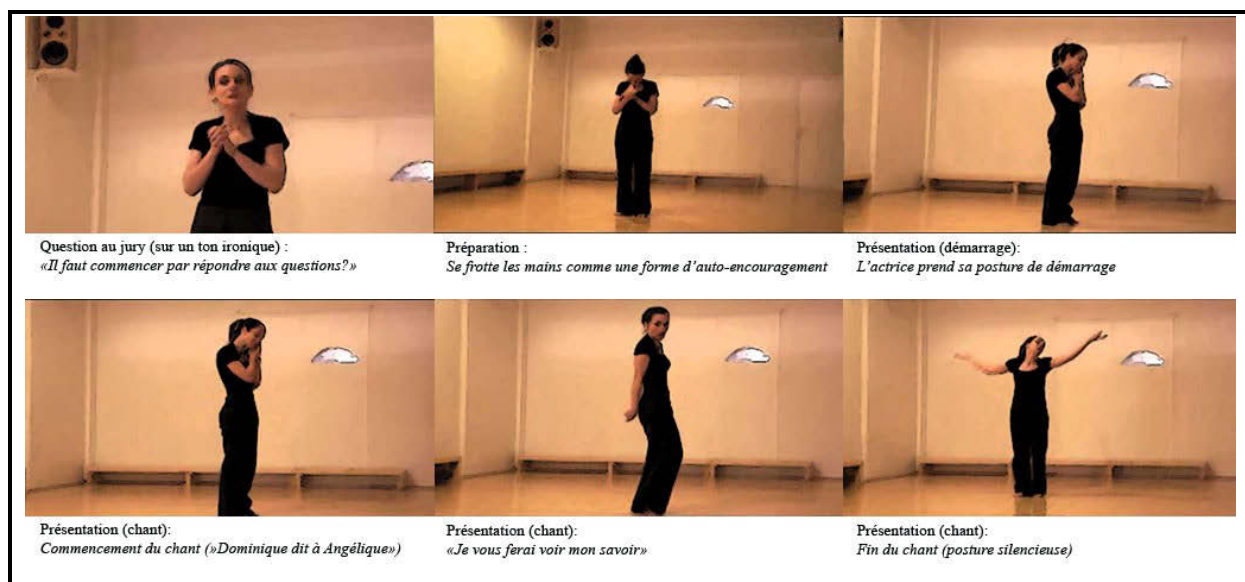 Question au jury (sur un ton ironique) :
«Il faut commencer par répondre aux questions?»
Préparation :
Se frotte les mains comme une forme d'auto-encouragement
Présentation (démarrage):
L'actrice prend sa posture de démarrage
Présentation (chant):
Commencement du chant (»Dominique dit à Angélique»)
Présentation (chant):
«Je vous ferai voir mon savoir»
Présentation (chant):
Fin du chant (posture silencieuse)